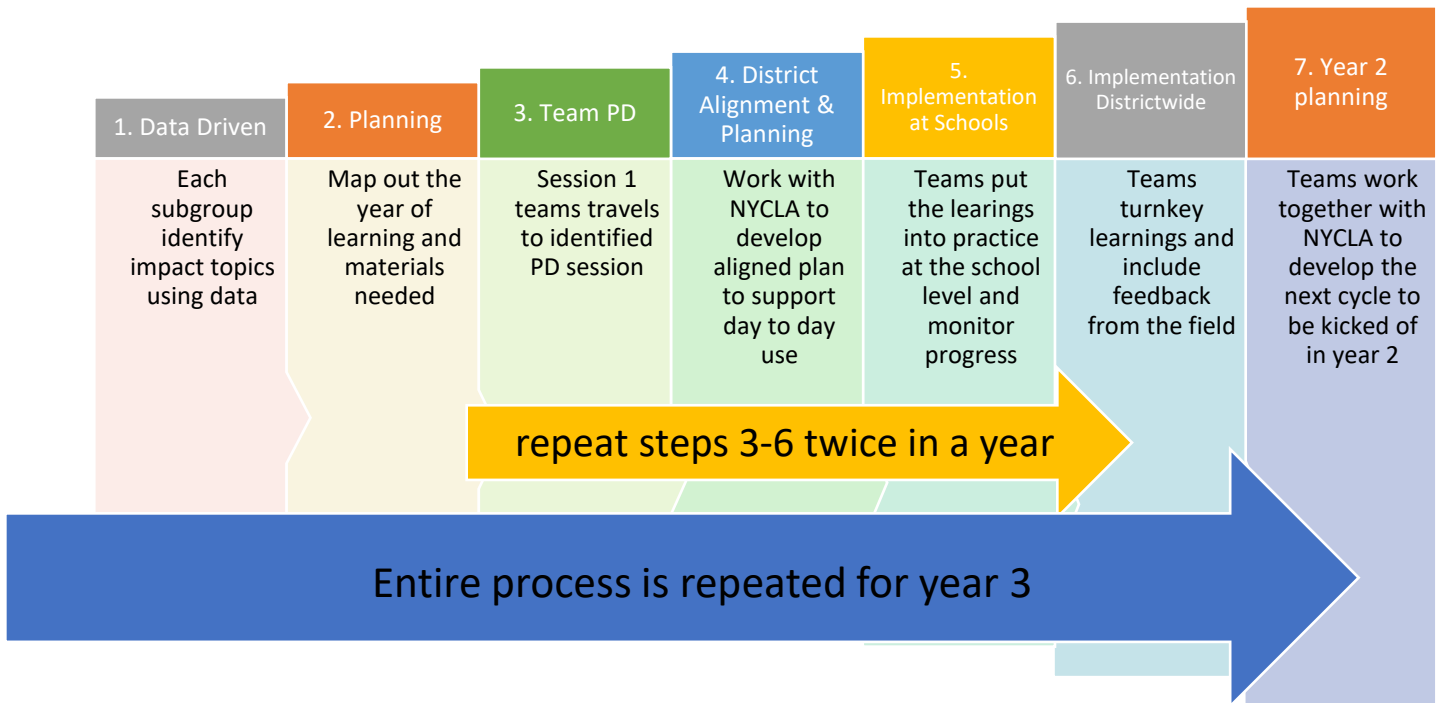 1. Data Driven
Each
subgroup
identify
impact topics
using data
2. Planning
Map out the
year of
learning and
materials
needed
3. Team PD
Session 1
teams travels
to identified
PD session
4. District
Alignment &
Planning
Work with
NYCLA to
develop
aligned plan
to support
day to day
use
5.
Implementation
at Schools
Teams put
the learings
into practice
at the school
level and
monitor
progress
6. Implementation
Districtwide
Teams
turnkey
learnings and
include
feedback
from the field
7. Year 2
planning
Teams work
together with
NYCLA to
develop the
next cycle to
be kicked of
in year 2
repeat steps 3-6 twice in a year
Entire process is repeated for year 3